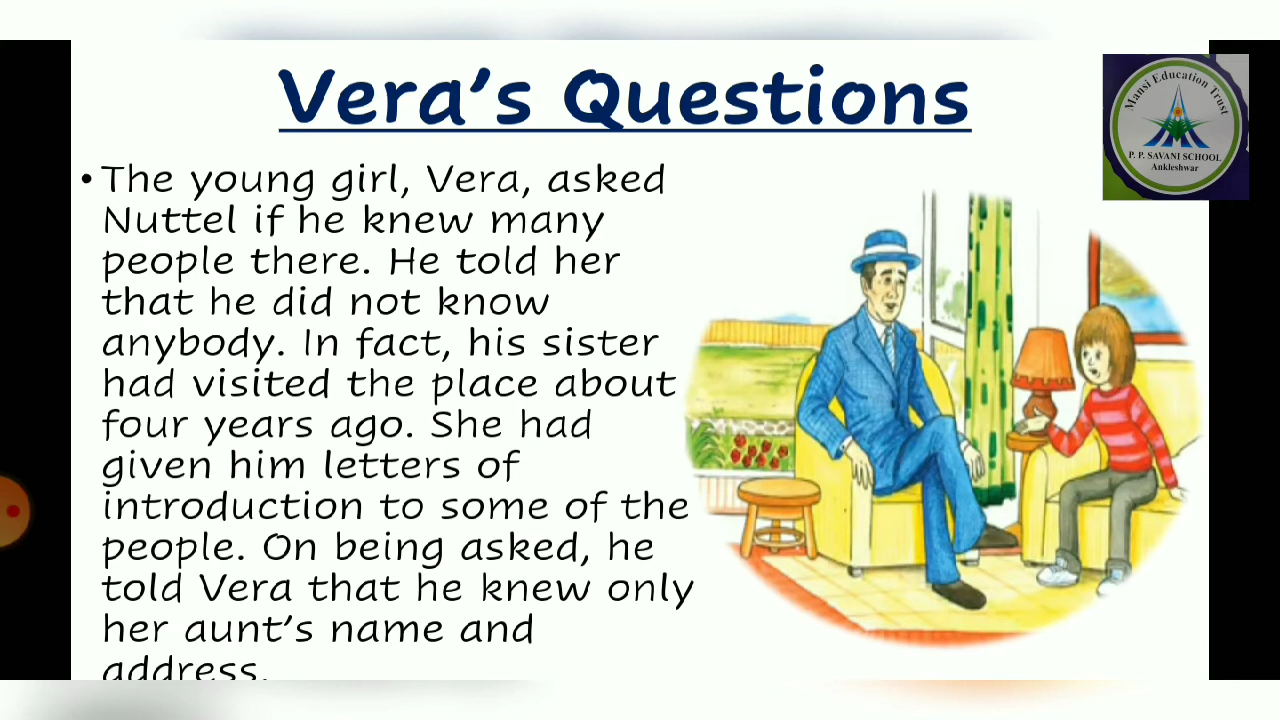 Vera's Questions
Mansi Education Trust
P. P. SAVANI SCHOOL
Ankleshwar
• The young girl, Vera, asked
Nuttel if he knew many
people there. He told her
that he did not know
anybody. In fact, his sister
had visited the place about
four years ago. She had
given him letters of
introduction to some of the
people. On being asked, he
told Vera that he knew only
her aunt's name and
address.